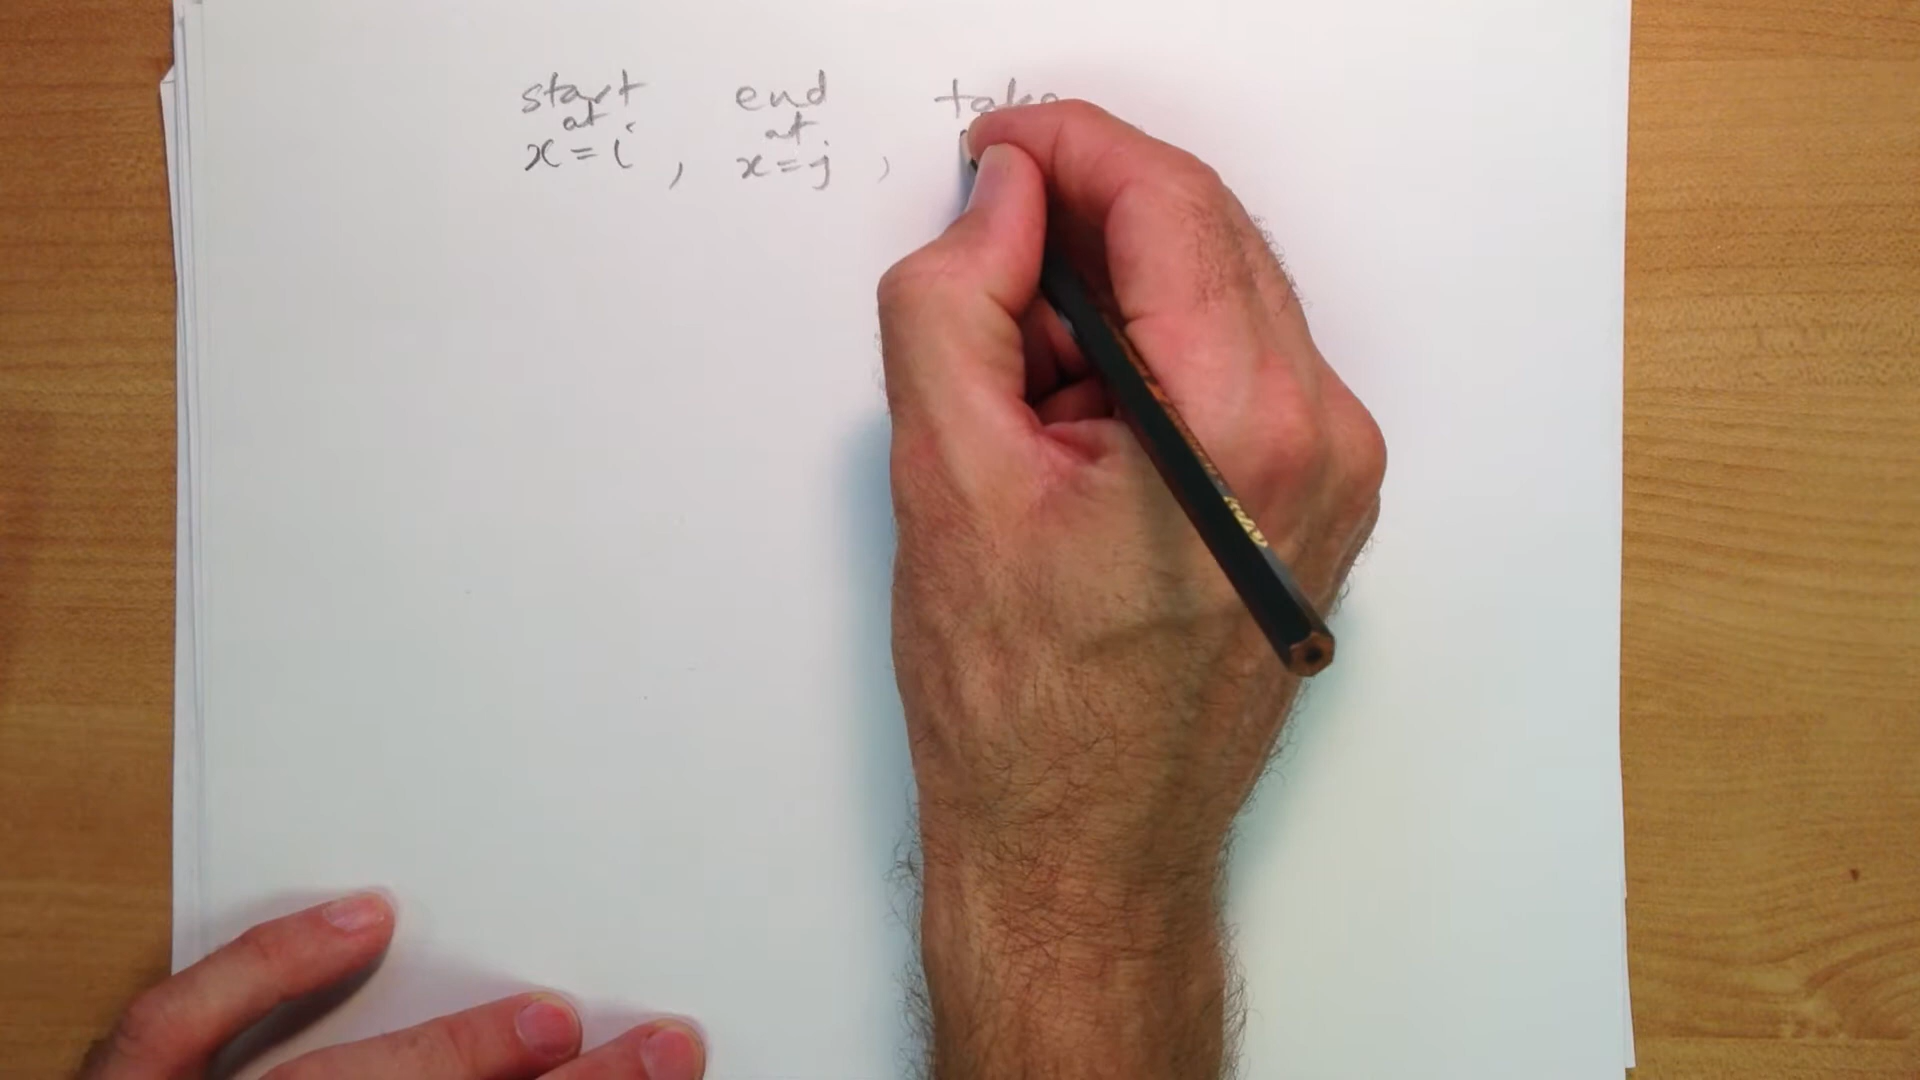 start end take
at at
x = i , x = j ,